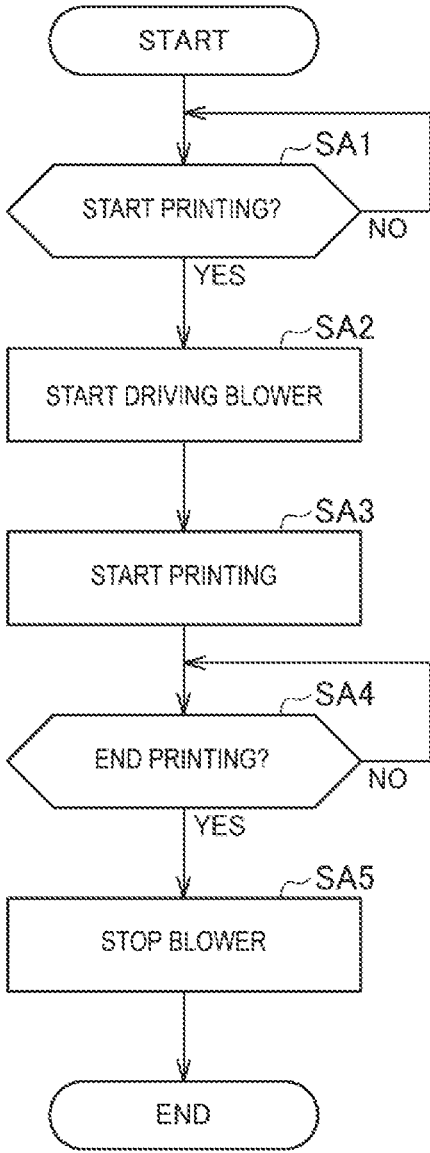 START
SA1
START PRINTING?
NO
YES
SA2
START DRIVING BLOWER
SA3
START PRINTING
SA4
END PRINTING?
NO
YES
SA5
STOP BLOWER
END